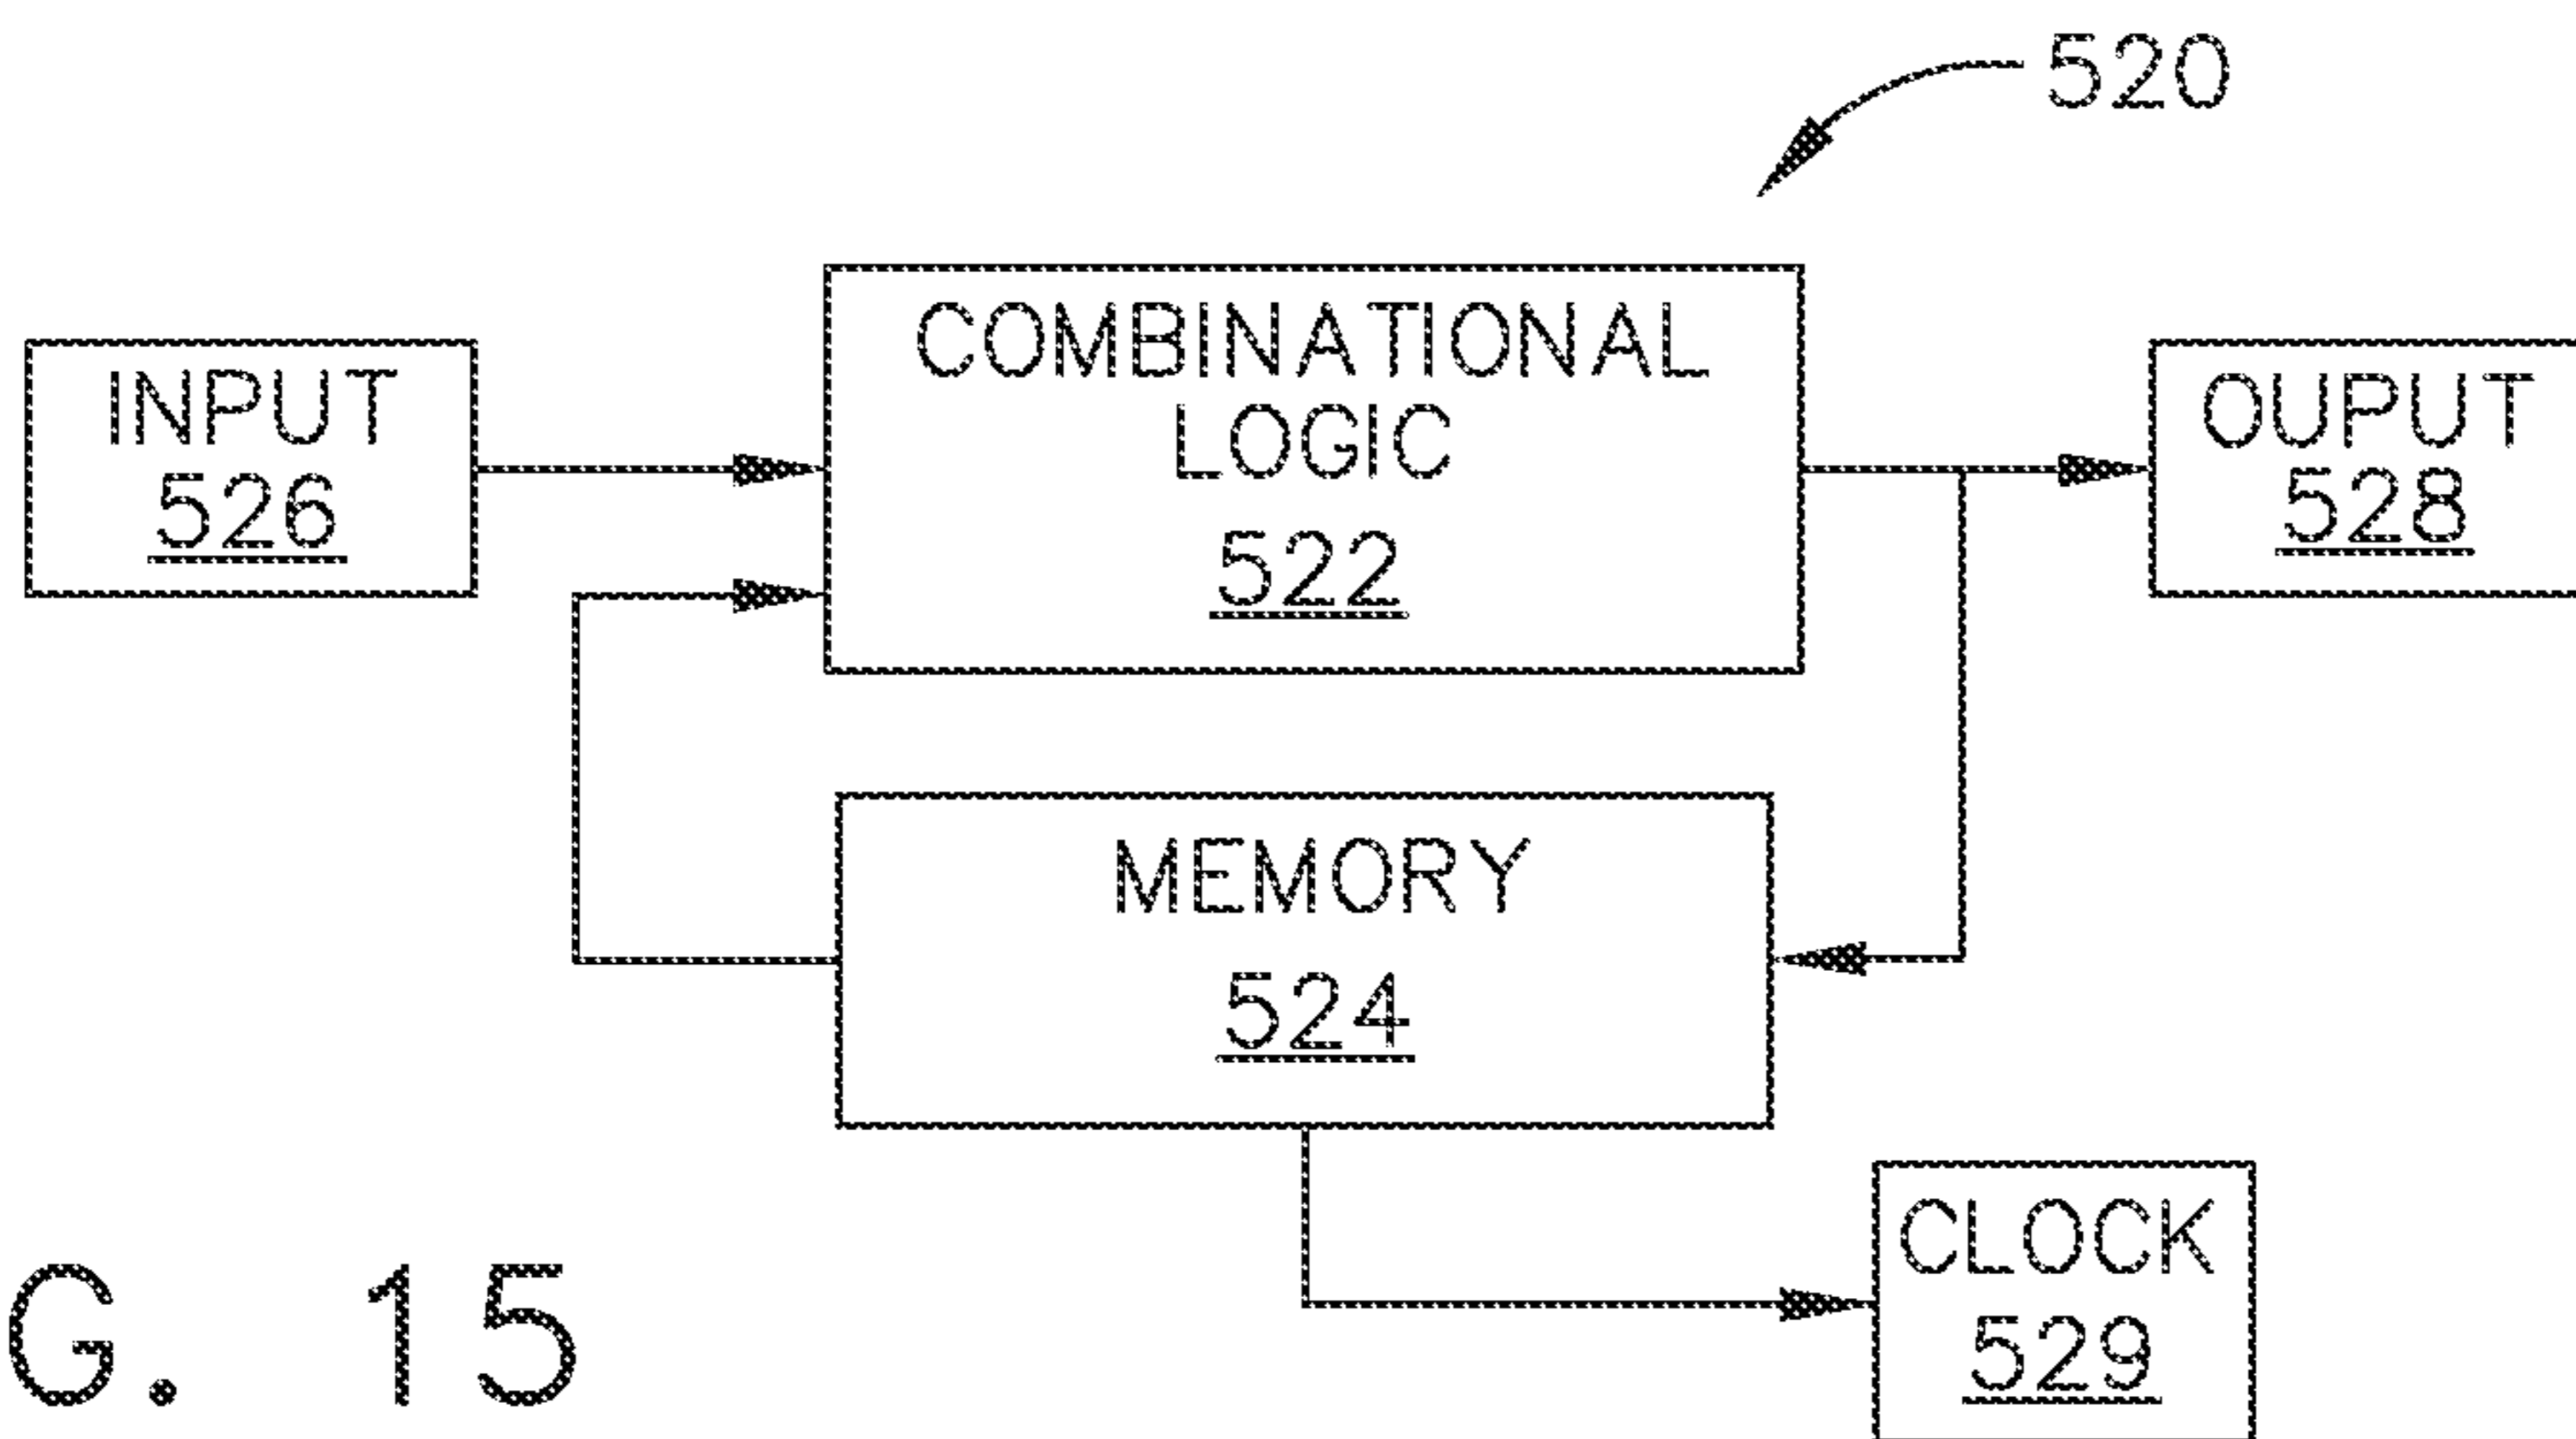 520
COMBINATIONAL
LOGIC
522
INPUT
526
OUPUT
528
MEMORY
524
CLOCK
529
G. 15